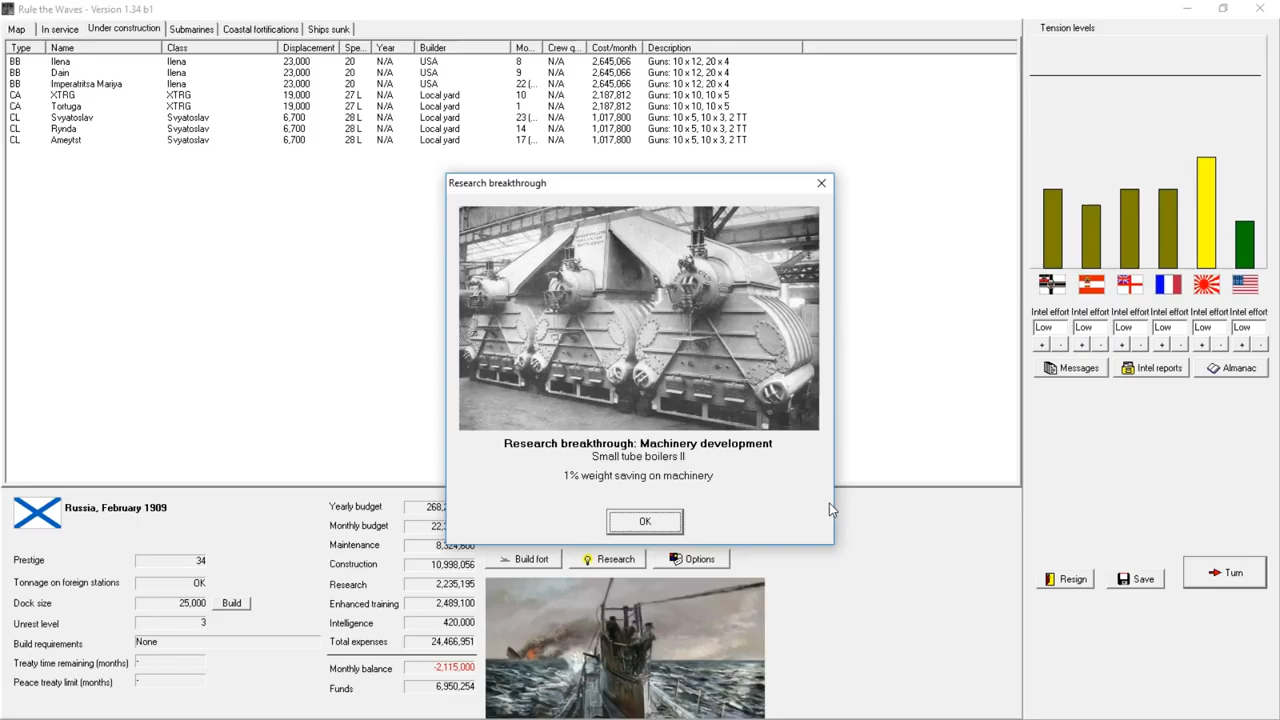 Rule the Waves - Version 1.34 b1
Map In service Under construction Submarines Coastal fortifications Ships sunk
Type Name Class Displacement Spe... Year Builder Mo... Crew q... Cost/month Description
BB Ilena Ilena 23,000 20 N/A USA 8 N/A 2,645,066 Guns: 10 x 12, 20 x 4
BB Dain Ilena 23,000 20 N/A USA 9 N/A 2,645,066 Guns: 10 x 12, 20 x 4
BB Imperatritsa Mariya Ilena 23,000 20 N/A USA 22 (... N/A 2,645,066 Guns: 10 x 12, 20 x 4
CA XTRG XTRG 19,000 27 L N/A Local yard 10 N/A 2,187,812 Guns: 10 x 10, 10 x 5
CA Tortuga XTRG 19,000 27 L N/A Local yard 1 N/A 2,187,812 Guns: 10 x 10, 10 x 5
CL Svyatoslav Svyatoslav 6,700 28 L N/A Local yard 23 (... N/A 1,017,800 Guns: 10 x 5, 10 x 3, 2 TT
CL Rynda Svyatoslav 6,700 28 L N/A Local yard 14 N/A 1,017,800 Guns: 10 x 5, 10 x 3, 2 TT
CL Ameytst Svyatoslav 6,700 28 L N/A Local yard 17 (... N/A 1,017,800 Guns: 10 x 5, 10 x 3, 2 TT
Tension levels
Intel effort Intel effort Intel effort Intel effort Intel effort Intel effort
Low Low Low Low Low Low
+ - + - + - + - + - + -
Messages Intel reports Almanac
Research breakthrough
Research breakthrough: Machinery development
Small tube boilers II
1% weight saving on machinery
OK
Russia, February 1909
Prestige 34
Tonnage on foreign stations OK
Dock size 25,000 Build
Unrest level 3
Build requirements None
Treaty time remaining (months) -
Peace treaty limit (months) -
Yearly budget 268,
Monthly budget 22,
Maintenance 8,324,600
Construction 10,998,056
Research 2,235,195
Enhanced training 2,489,100
Intelligence 420,000
Total expenses 24,466,951
Monthly balance -2,115,000
Funds 6,950,254
Build fort Research Options
Resign Save Turn